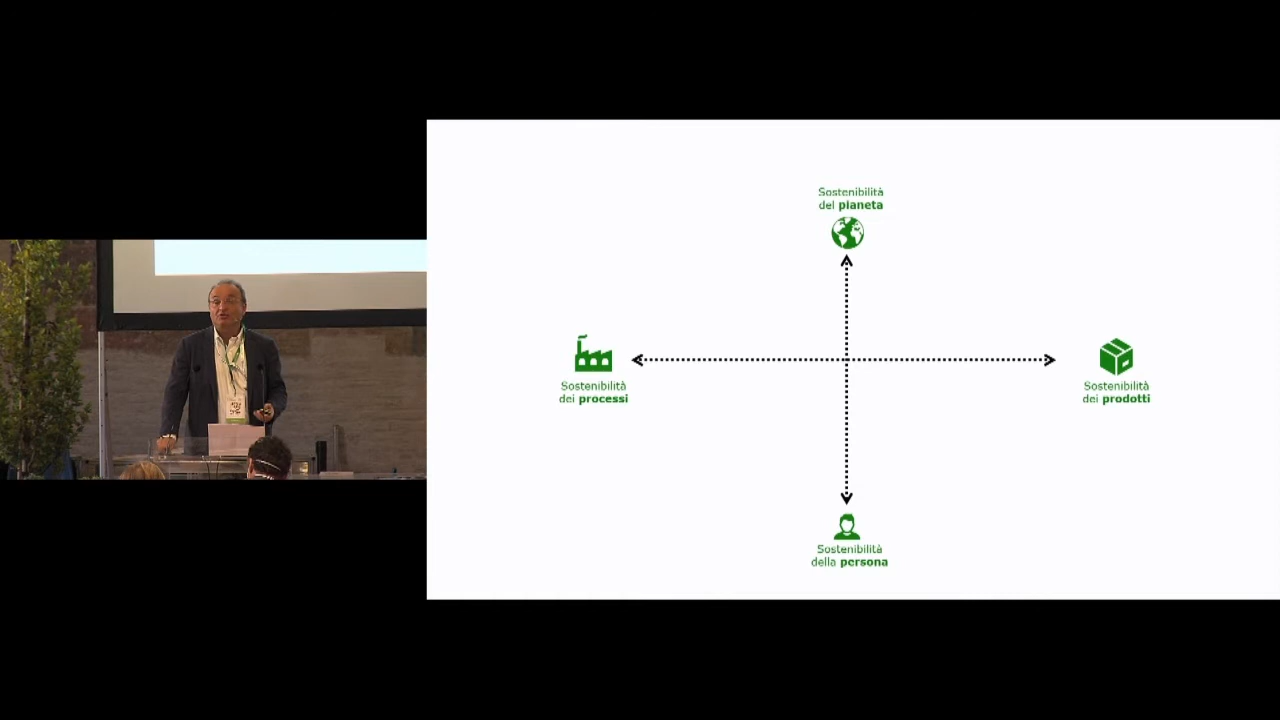 Sostenibilità
del pianeta
Sostenibilità
dei processi
Sostenibilità
dei prodotti
Sostenibilità
della persona